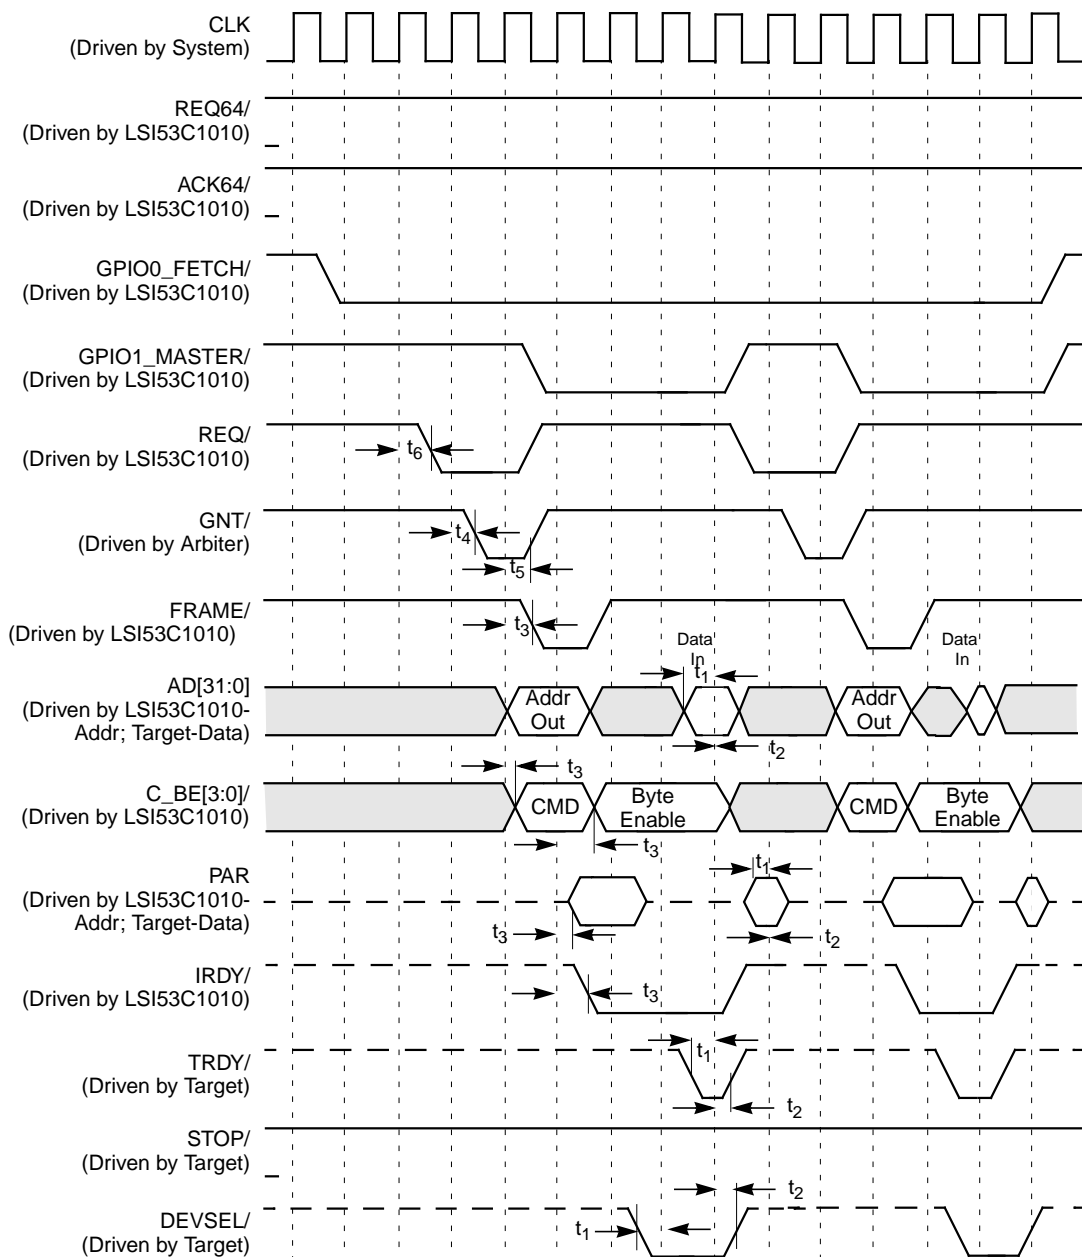 CLK
(Driven by System)
REQ64/
(Driven by LSI53C1010)
ACK64/
(Driven by LSI53C1010)
GPIO0_FETCH/
(Driven by LSI53C1010)
GPIO1_MASTER/
(Driven by LSI53C1010)
REQ/
(Driven by LSI53C1010)
t6
GNT/
(Driven by Arbiter)
t4
t5
FRAME/
(Driven by LSI53C1010)
t3
Data
In
Data
In
AD[31:0]
(Driven by LSI53C1010-
Addr; Target-Data)
Addr
Out
t1
Addr
Out
t2
C_BE[3:0]/
(Driven by LSI53C1010)
t3
CMD
Byte
Enable
CMD
Byte
Enable
t3
PAR
(Driven by LSI53C1010-
Addr; Target-Data)
t1
t3
t2
IRDY/
(Driven by LSI53C1010)
t3
TRDY/
(Driven by Target)
t1
t2
STOP/
(Driven by Target)
DEVSEL/
(Driven by Target)
t2
t1